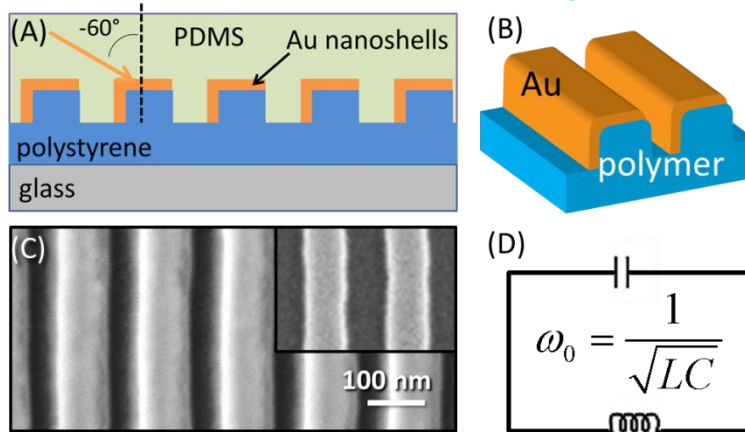 (A)
-60°
PDMS
Au nanoshells
polystyrene
glass
(B)
Au
polymer
(C)
100 nm
(D)
ω₀ = 1 / √LC